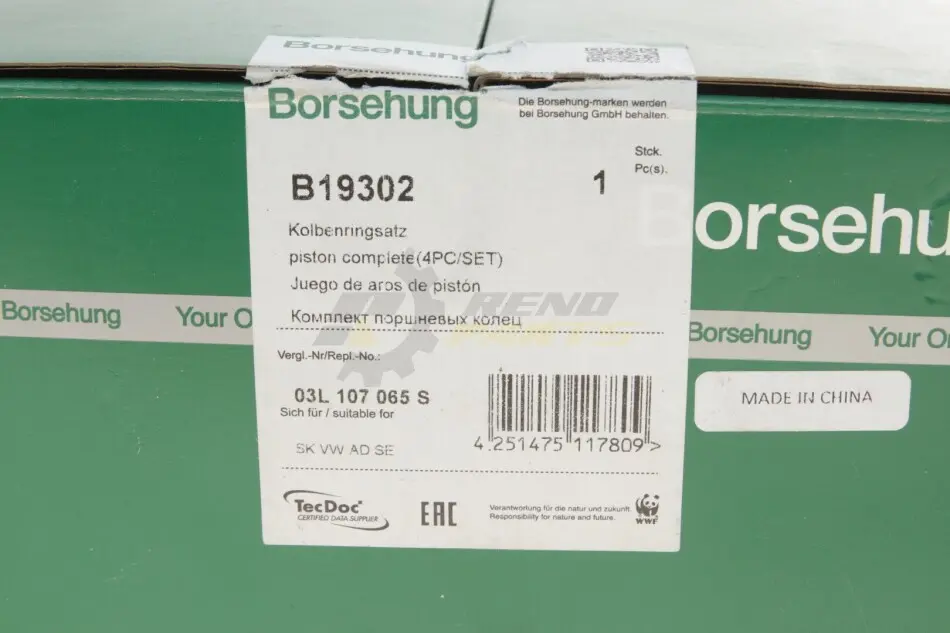 Borsehung
Borsehung
Die Borsehung-marken werden
bei Borsehung GmbH behalten.
Stck.
Pc(s).
B19302
1
Kolbenringsatz
piston complete(4PC/SET)
Juego de aros de pistón
Комплект поршневых колец
RENO
PARTS
Borsehung Your O
orsehu
Borsehung Your O
Vergl.-Nr/Repl.-No.:
03L 107 065 S
Sich für / suitable for
SK VW AD SE
4 251475 117809 >
MADE IN CHINA
TecDoc
CERTIFIED DATA SUPPLIER
EAC
Verantwortung für die natur und zukunft.
Responsibility for nature and future.
WWF